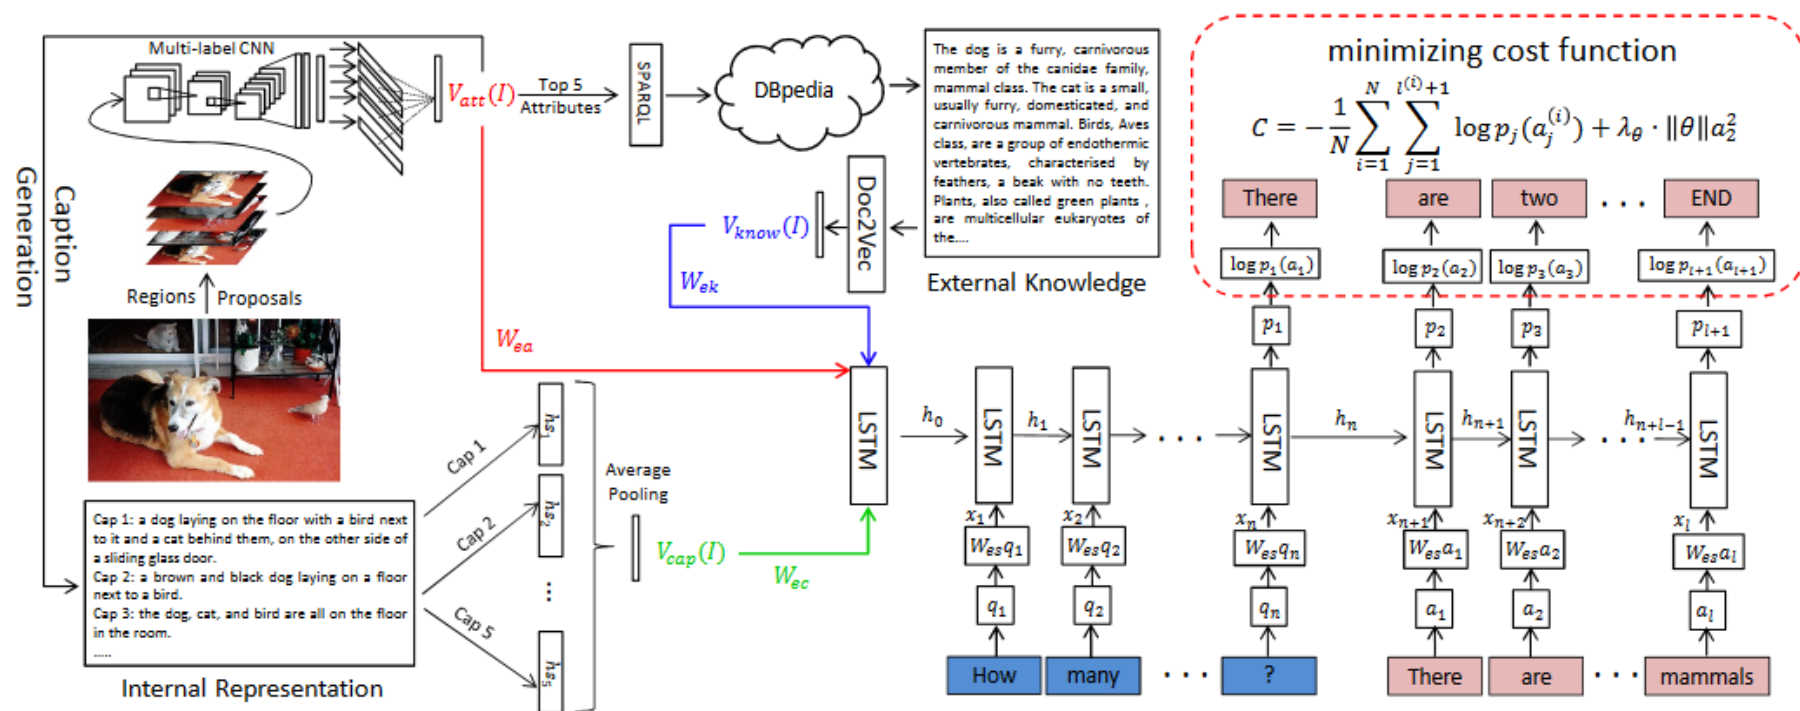 Multi-label CNN
V_att(I)
Top 5
Attributes
SPARQL
DBpedia
The dog is a furry, carnivorous
member of the canidae family,
mammal class. The cat is a small,
usually furry, domesticated, and
carnivorous mammal. Birds, Aves
class, are a group of endothermic
vertebrates, characterised by
feathers, a beak with no teeth.
Plants, also called green plants ,
are multicellular eukaryotes of
the....
External Knowledge
Doc2Vec
V_know(I)
W_ek
W_ea
Caption
Generation
Regions
Proposals
Cap 1: a dog laying on the floor with a bird next
to it and a cat behind them, on the other side of
a sliding glass door.
Cap 2: a brown and black dog laying on a floor
next to a bird.
Cap 3: the dog, cat, and bird are all on the floor
in the room.
.....
Internal Representation
Cap 1
Cap 2
Cap 5
hs_1
hs_2
...
hs_5
Average
Pooling
V_cap(I)
W_ec
minimizing cost function
C = -\frac{1}{N}\sum_{i=1}^{N}\sum_{j=1}^{l^{(i)}+1} \log p_j(a_j^{(i)}) + λ_θ · ‖θ‖a_2^2
There are two . . . END
log p_1(a_1) log p_2(a_2) log p_3(a_3) log p_{l+1}(a_{l+1})
p_1 p_2 p_3 p_{l+1}
LSTM h_0 LSTM h_1 LSTM . . . LSTM h_n LSTM h_{n+1} LSTM . . . h_{n+l-1} LSTM
x_1 x_2 x_n x_{n+1} x_{n+2} x_l
W_es q_1 W_es q_2 W_es q_n W_es a_1 W_es a_2 W_es a_l
q_1 q_2 q_n a_1 a_2 a_l
How many . . . ? There are . . . mammals